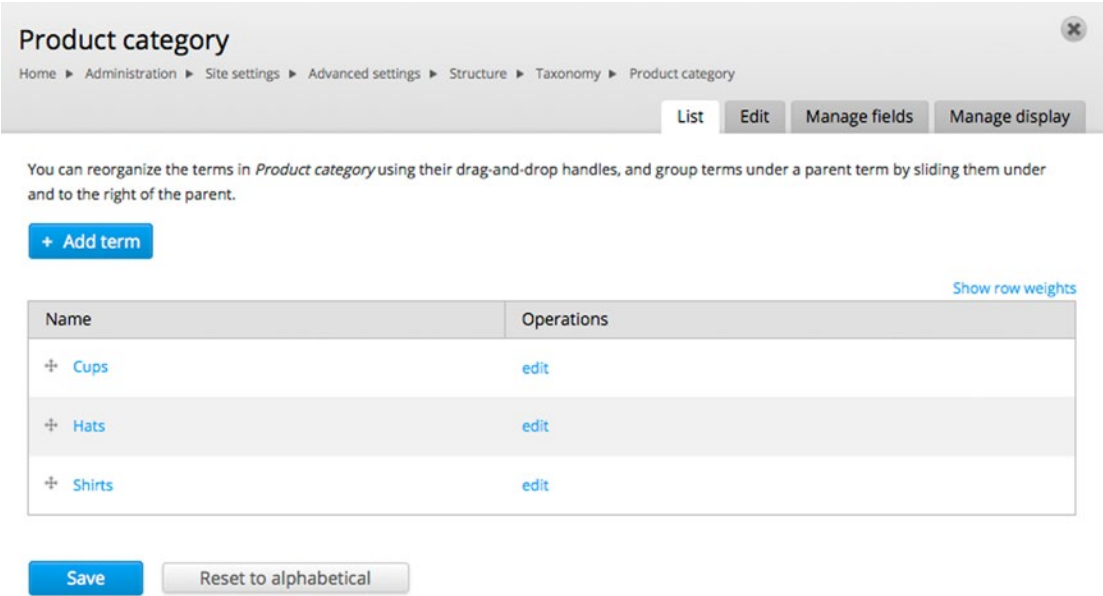 Product category
Home ▶ Administration ▶ Site settings ▶ Advanced settings ▶ Structure ▶ Taxonomy ▶ Product category
List Edit Manage fields Manage display
You can reorganize the terms in Product category using their drag-and-drop handles, and group terms under a parent term by sliding them under
and to the right of the parent.
+ Add term
Show row weights
Name Operations
Cups edit
Hats edit
Shirts edit
Save Reset to alphabetical